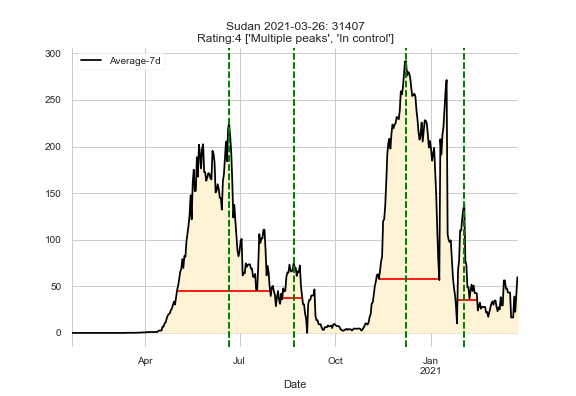 Sudan 2021-03-26: 31407
Rating:4 ['Multiple peaks', 'In control']
Average-7d
300
250
200
150
100
50
0
Apr
Jul
Oct
Jan
2021
Date